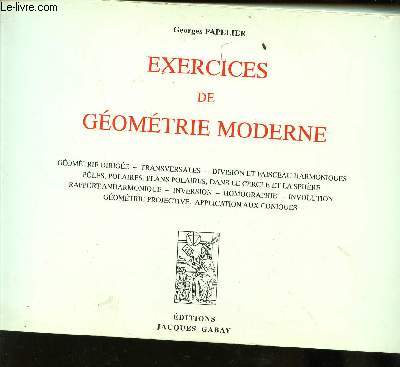 Le-livre.com
Georges PAPELIER
EXERCICES
DE
GÉOMÉTRIE MODERNE
GÉOMÉTRIE DIRIGÉE – TRANSVERSALES – DIVISION ET FAISCEAU HARMONIQUES
PÔLES, POLAIRES, PLANS POLAIRES, DANS LE CERCLE ET LA SPHÈRE
RAPPORT ANHARMONIQUE – INVERSION – HOMOGRAPHIE – INVOLUTION
GÉOMÉTRIE PROJECTIVE, APPLICATION AUX CONIQUES
ÉDITIONS
JACQUES GABAY